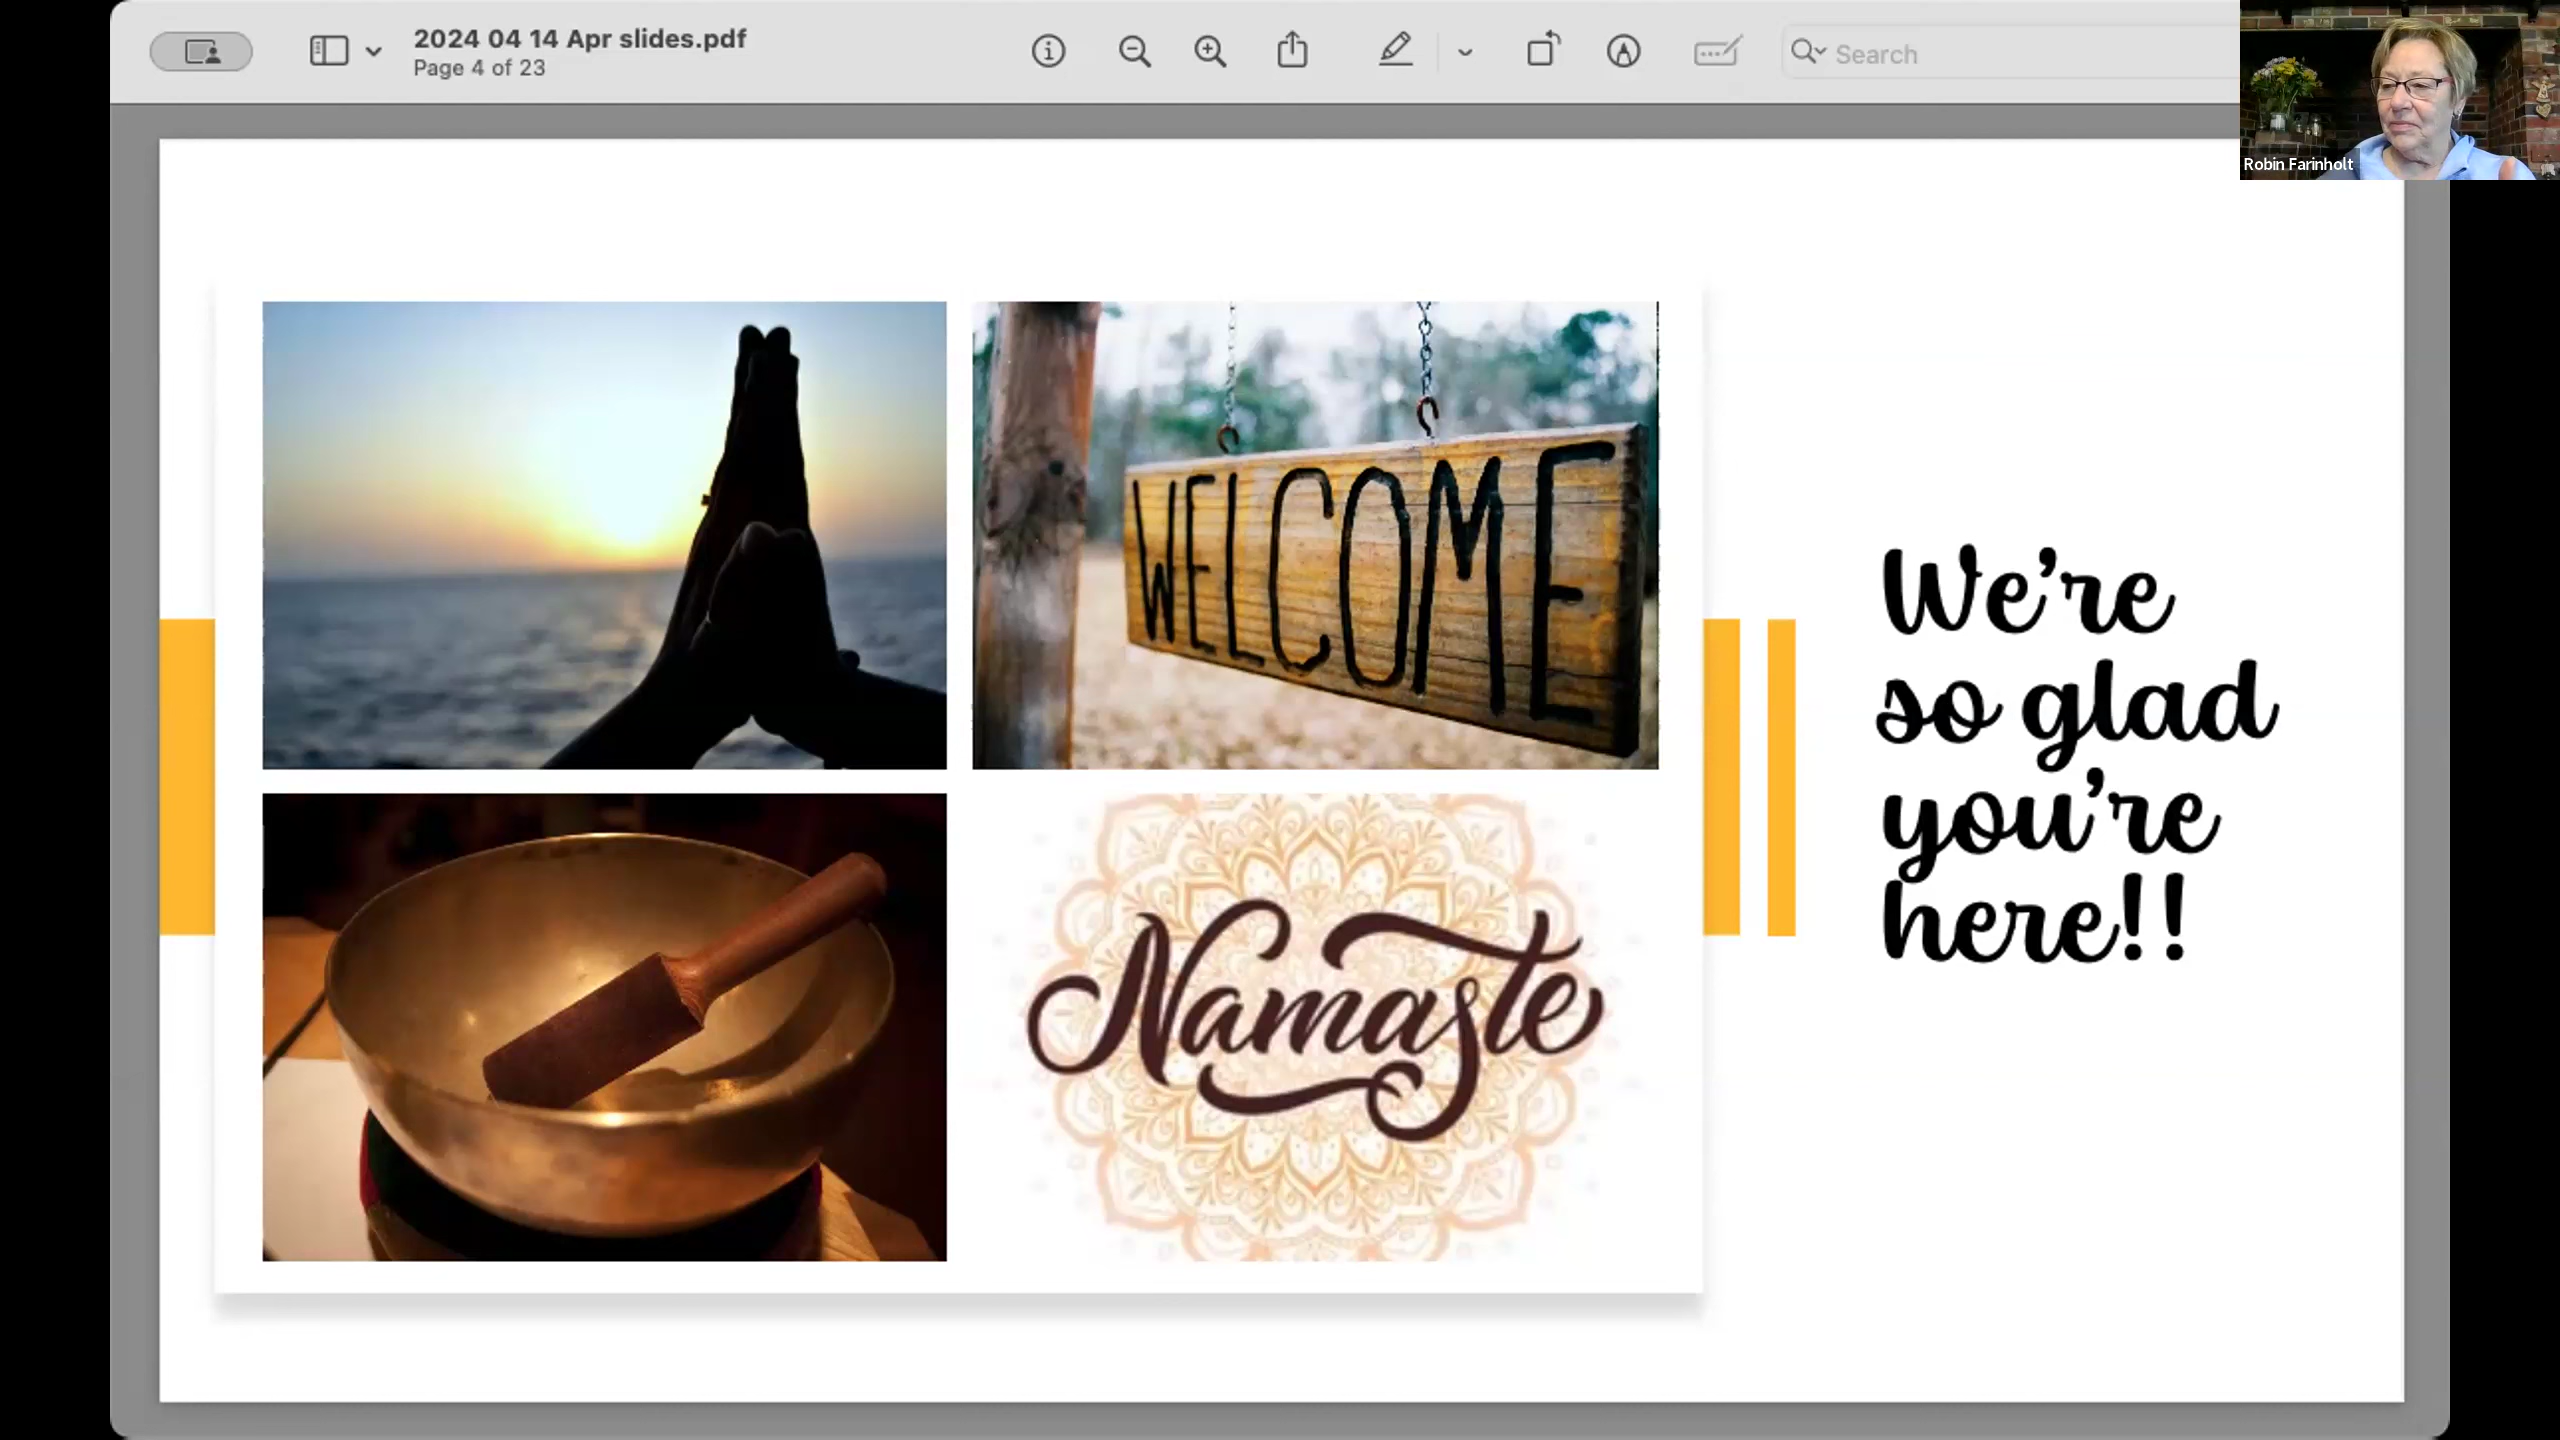 2024 04 14 Apr slides.pdf
Page 4 of 23
Search
Robin Farinholt
WELCOME
Namaste
We're
so glad
you're
here!!